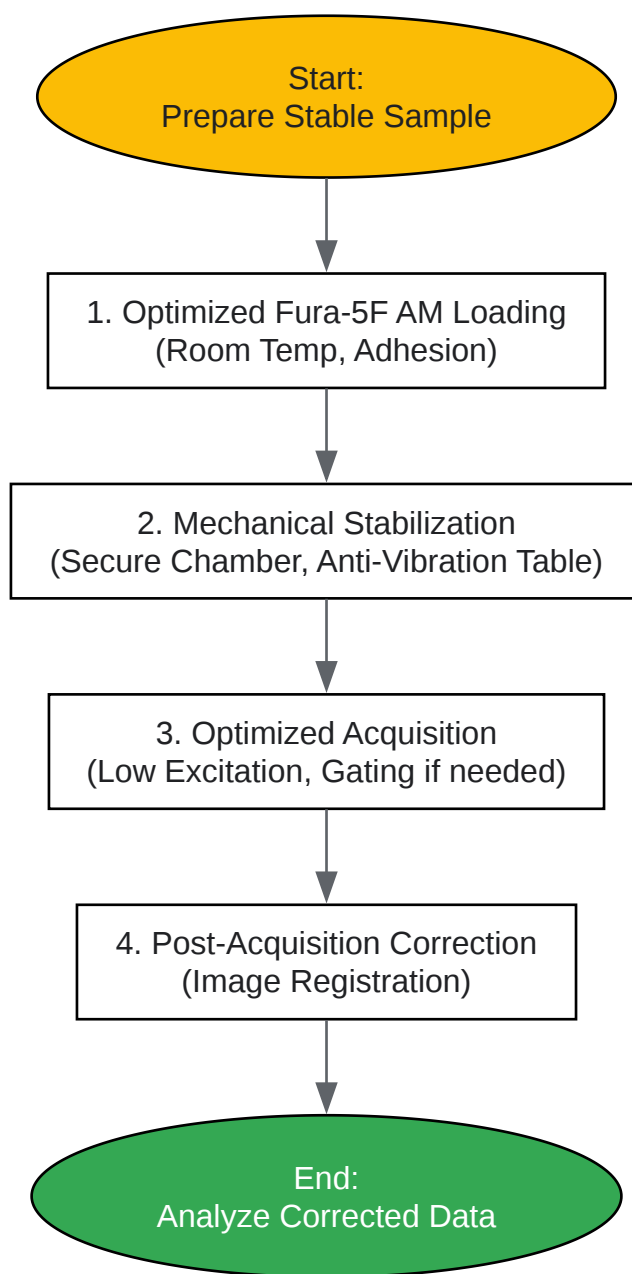 Start:
Prepare Stable Sample
1. Optimized Fura-5F AM Loading
(Room Temp, Adhesion)
2. Mechanical Stabilization
(Secure Chamber, Anti-Vibration Table)
3. Optimized Acquisition
(Low Excitation, Gating if needed)
4. Post-Acquisition Correction
(Image Registration)
End:
Analyze Corrected Data